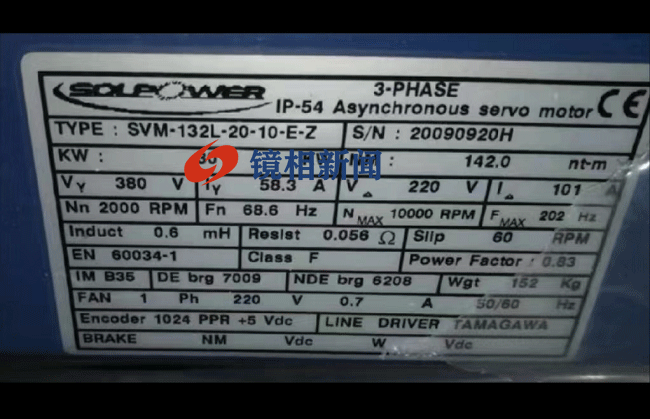 SOLPOWER
3-PHASE
IP-54 Asynchronous servo motor CE
TYPE : SVM-132L-20-10-E-Z S/N : 20090920H
KW : 142.0 nt-m
镜相新闻
VY 380 V IY 58.3 A V△ 220 V I△ 101 A
Nn 2000 RPM Fn 68.6 Hz NMAX 10000 RPM FMAX 202 Hz
Induct 0.6 mH Resist 0.056 Ω Slip 60 RPM
EN 60034-1 Class F Power Factor : 0.83
IM B35 DE brg 7009 NDE brg 6208 Wgt 152 Kg
FAN 1 Ph 220 V 0.7 A 50/60 Hz
Encoder 1024 PPR +5 Vdc LINE DRIVER TAMAGAWA
BRAKE NM Vdc W Vdc